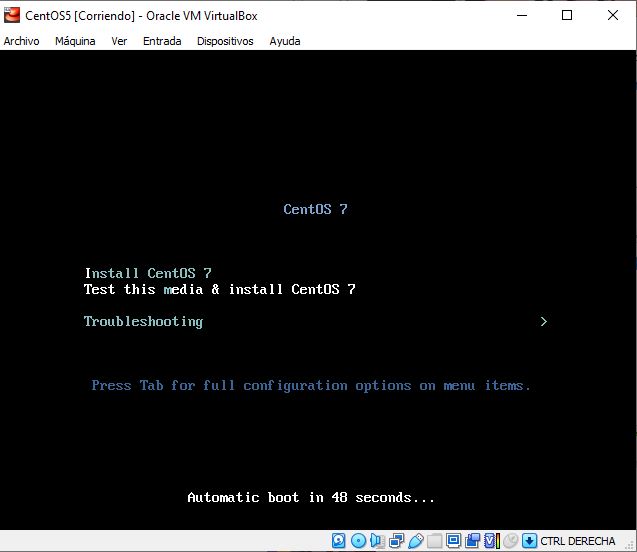 CentOS5 [Corriendo] - Oracle VM VirtualBox
Archivo Máquina Ver Entrada Dispositivos Ayuda
CentOS 7
Install CentOS 7
Test this media & install CentOS 7
Troubleshooting >
Press Tab for full configuration options on menu items.
Automatic boot in 48 seconds...
CTRL DERECHA